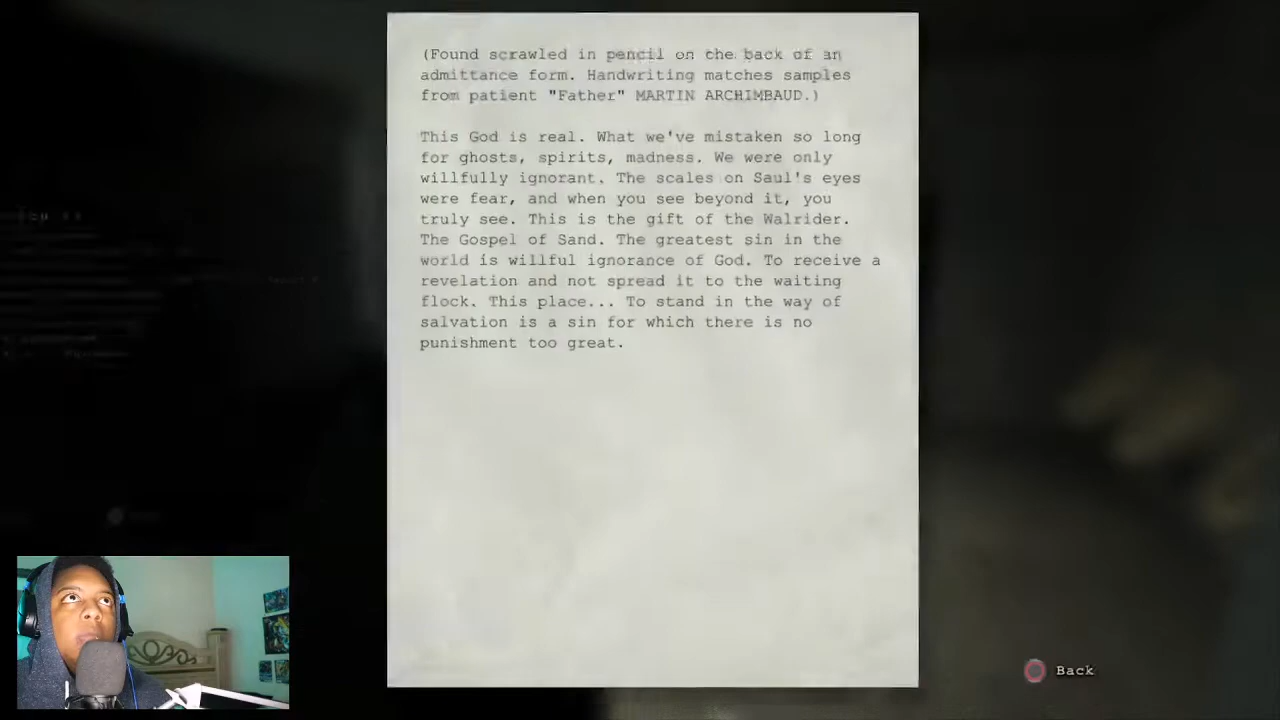 (Found scrawled in pencil on the back of an
admittance form. Handwriting matches samples
from patient "Father" MARTIN ARCHIMBAUD.)
This God is real. What we've mistaken so long
for ghosts, spirits, madness. We were only
willfully ignorant. The scales on Saul's eyes
were fear, and when you see beyond it, you
truly see. This is the gift of the Walrider.
The Gospel of Sand. The greatest sin in the
world is willful ignorance of God. To receive a
revelation and not spread it to the waiting
flock. This place... To stand in the way of
salvation is a sin for which there is no
punishment too great.
Back